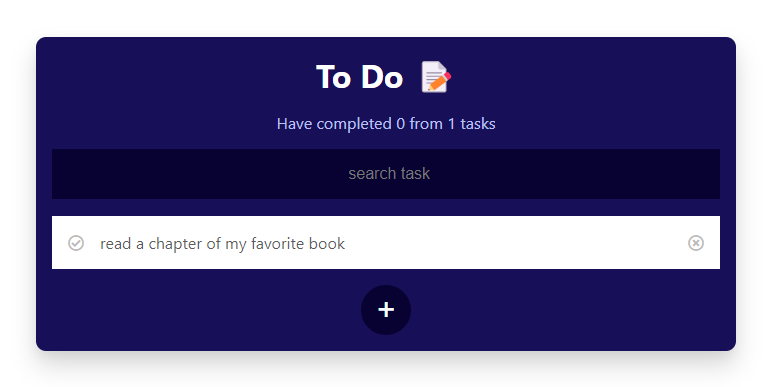 To Do 📝
Have completed 0 from 1 tasks
search task
read a chapter of my favorite book
+